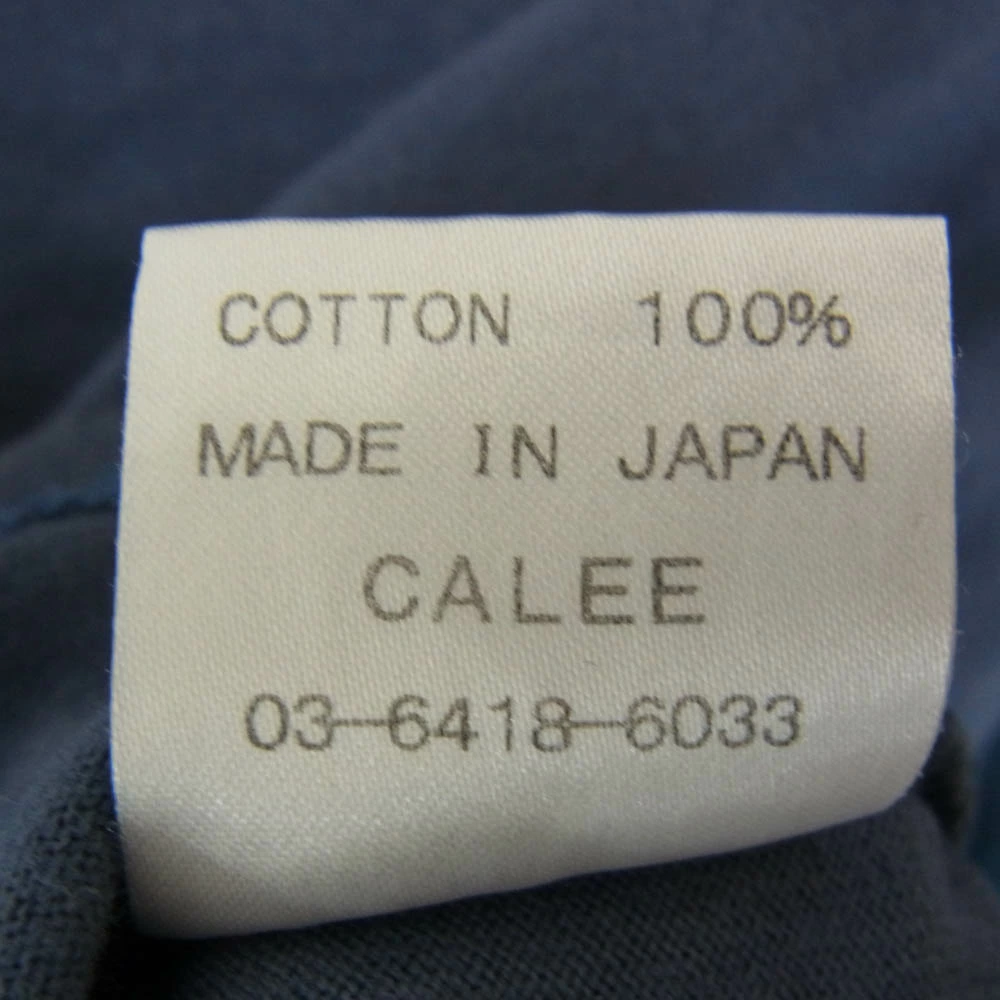 COTTON 100%
MADE IN JAPAN
CALEE
03-6418-6033